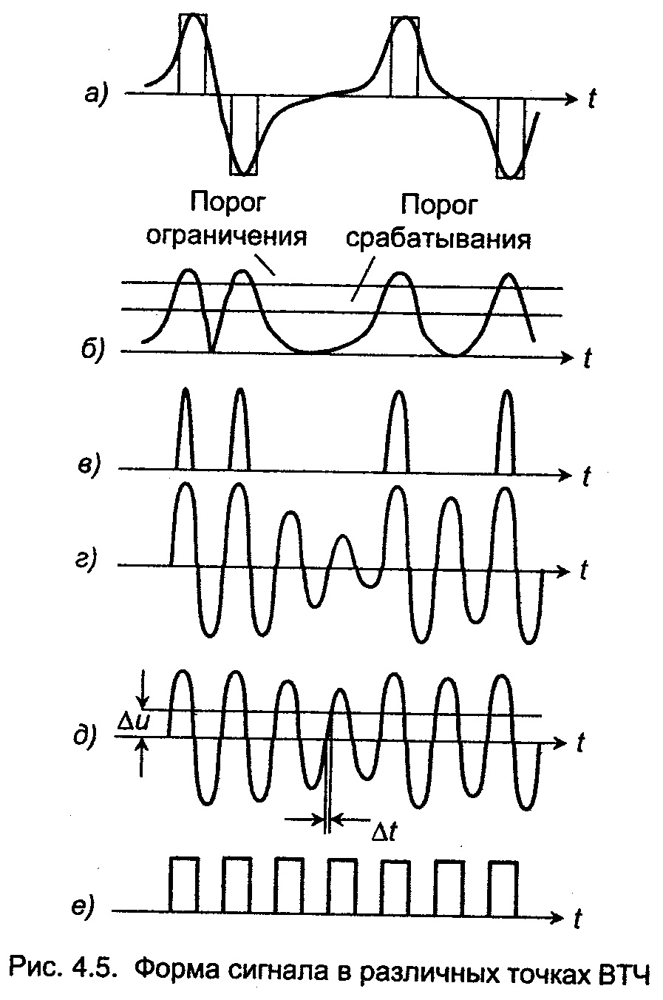 а)
t
Порог
ограничения
Порог
срабатывания
б)
t
в)
t
г)
t
Δu
д)
t
Δt
е)
t
Рис. 4.5. Форма сигнала в различных точках ВТЧ